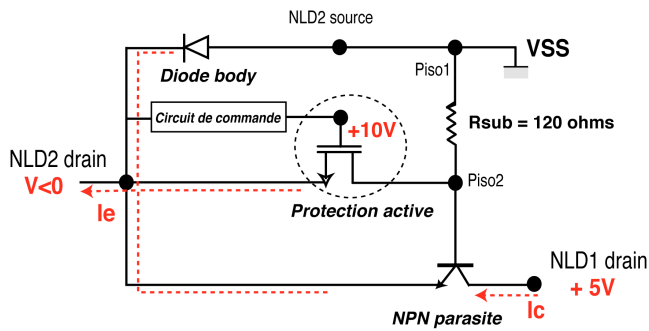 NLD2 source
VSS
Piso1
Diode body
Circuit de commande
+10V
Rsub = 120 ohms
NLD2 drain
V<0
Ie
Piso2
Protection active
NLD1 drain
+ 5V
Ic
NPN parasite